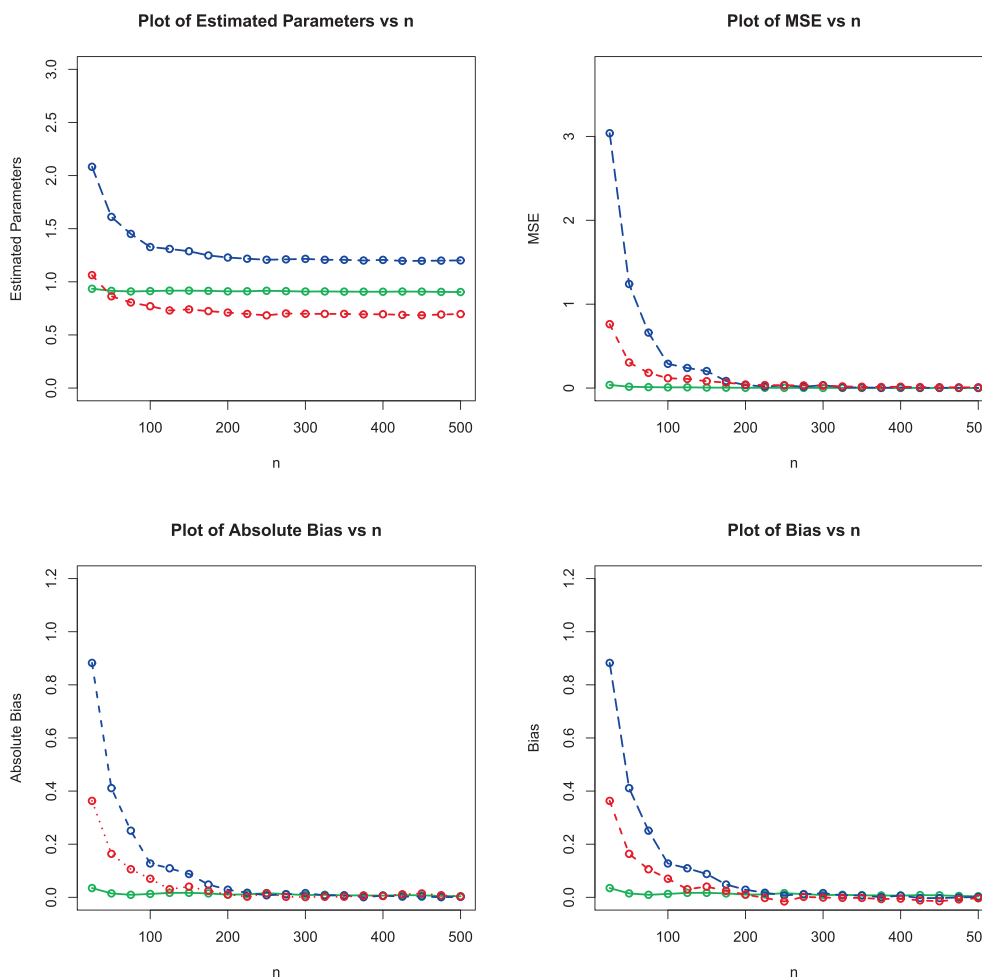 Plot of Estimated Parameters vs n
Estimated Parameters
3.0
2.0
1.5
1.0
0.5
0.0
100 200 300 400 500
n
Plot of MSE vs n
MSE
3
2
1
0
100 200 300 400 500
n
Plot of Absolute Bias vs n
Absolute Bias
1.2
1.0
0.8
0.6
0.4
0.2
0.0
100 200 300 400 500
n
Plot of Bias vs n
Bias
1.2
1.0
0.8
0.6
0.4
0.2
0.0
100 200 300 400 500
n